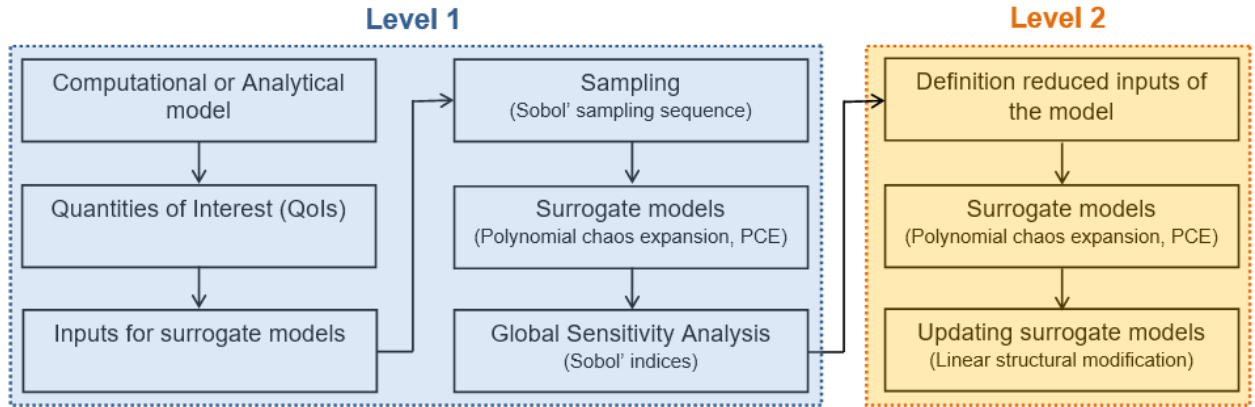 Level 1
Computational or Analytical
model
Quantities of Interest (QoIs)
Inputs for surrogate models
Sampling
(Sobol' sampling sequence)
Surrogate models
(Polynomial chaos expansion, PCE)
Global Sensitivity Analysis
(Sobol' indices)
Level 2
Definition reduced inputs of
the model
Surrogate models
(Polynomial chaos expansion, PCE)
Updating surrogate models
(Linear structural modification)